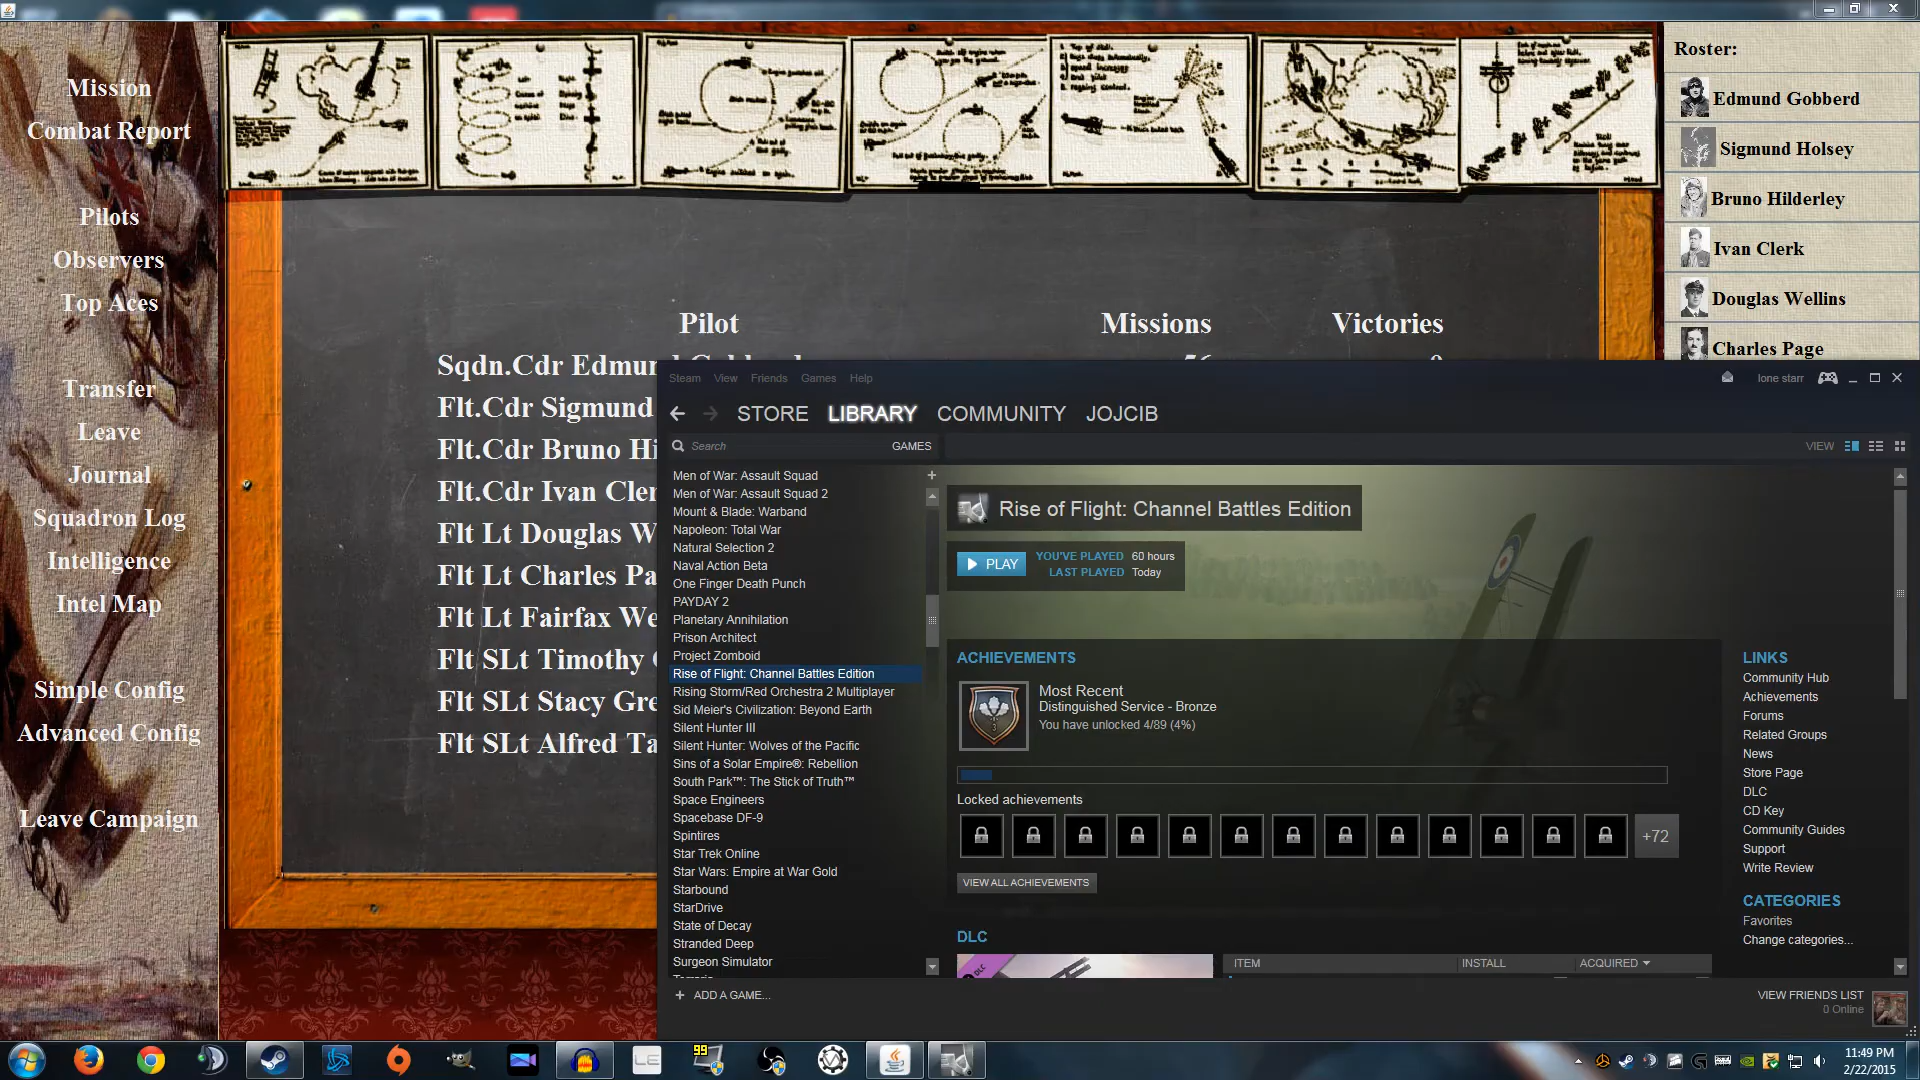 Mission
Combat Report
Pilots
Observers
Top Aces
Transfer
Leave
Journal
Squadron Log
Intelligence
Intel Map
Simple Config
Advanced Config
Leave Campaign
Pilot Missions Victories
Sqdn.Cdr Edmu
Flt.Cdr Sigmund
Flt.Cdr Bruno Hi
Flt.Cdr Ivan Cler
Flt Lt Douglas W
Flt Lt Charles Pa
Flt Lt Fairfax We
Flt SLt Timothy
Flt SLt Stacy Gre
Flt SLt Alfred Ta
Roster:
Edmund Gobberd
Sigmund Holsey
Bruno Hilderley
Ivan Clerk
Douglas Wellins
Charles Page
Steam View Friends Games Help
lone starr
STORE LIBRARY COMMUNITY JOJCIB
Search GAMES
VIEW
Men of War: Assault Squad
Men of War: Assault Squad 2
Mount & Blade: Warband
Napoleon: Total War
Natural Selection 2
Naval Action Beta
One Finger Death Punch
PAYDAY 2
Planetary Annihilation
Prison Architect
Project Zomboid
Rise of Flight: Channel Battles Edition
Rising Storm/Red Orchestra 2 Multiplayer
Sid Meier's Civilization: Beyond Earth
Silent Hunter III
Silent Hunter: Wolves of the Pacific
Sins of a Solar Empire®: Rebellion
South Park™: The Stick of Truth™
Space Engineers
Spacebase DF-9
Spintires
Star Trek Online
Star Wars: Empire at War Gold
Starbound
StarDrive
State of Decay
Stranded Deep
Surgeon Simulator
+ ADD A GAME...
Rise of Flight: Channel Battles Edition
PLAY
YOU'VE PLAYED 60 hours
LAST PLAYED Today
ACHIEVEMENTS
Most Recent
Distinguished Service - Bronze
You have unlocked 4/89 (4%)
Locked achievements
+72
VIEW ALL ACHIEVEMENTS
DLC
DLC
ITEM INSTALL ACQUIRED
LINKS
Community Hub
Achievements
Forums
Related Groups
News
Store Page
DLC
CD Key
Community Guides
Support
Write Review
CATEGORIES
Favorites
Change categories...
VIEW FRIENDS LIST
0 Online
LE
99
11:49 PM
2/22/2015